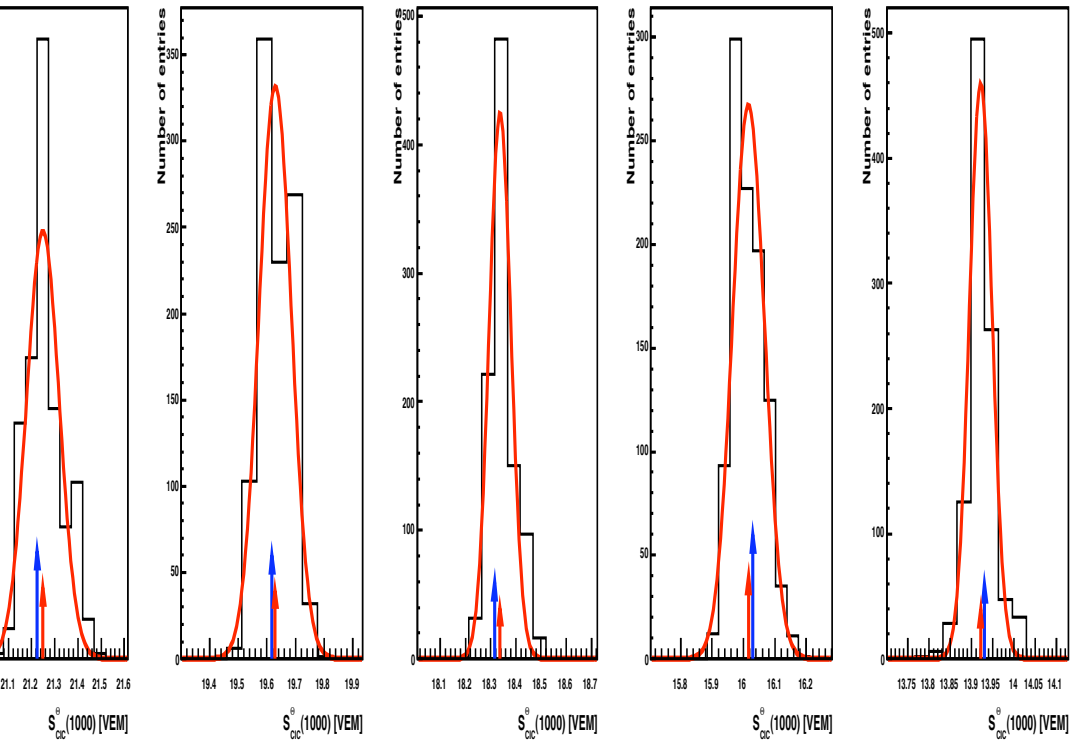 Number of entries
Number of entries
Number of entries
Number of entries
350
300
250
200
150
100
50
0
500
400
300
200
100
0
300
250
200
150
100
50
0
500
400
300
200
100
0
21.1 21.2 21.3 21.4 21.5 21.6
19.4 19.5 19.6 19.7 19.8 19.9
18.1 18.2 18.3 18.4 18.5 18.6 18.7
15.8 15.9 16 16.1 16.2
13.75 13.8 13.85 13.9 13.95 14 14.05 14.1
S^θ_CIC(1000) [VEM]
S^θ_CIC(1000) [VEM]
S^θ_CIC(1000) [VEM]
S^θ_CIC(1000) [VEM]
S^θ_CIC(1000) [VEM]